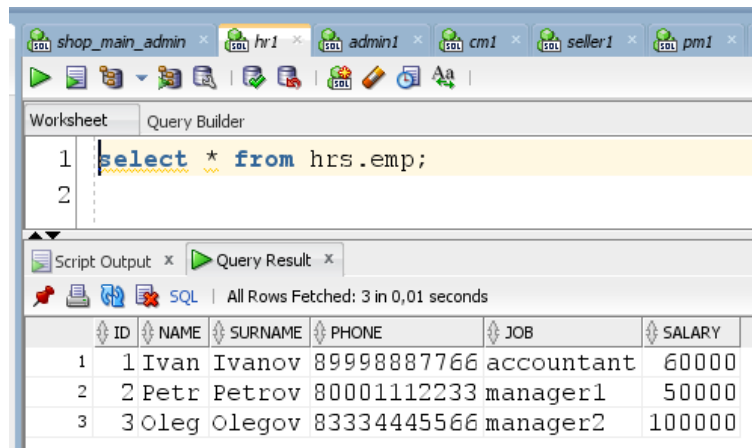 shop_main_admin hr1 admin1 cm1 seller1 pm1
Worksheet Query Builder
1 select * from hrs.emp;
2
Script Output x Query Result x
SQL | All Rows Fetched: 3 in 0,01 seconds
ID NAME SURNAME PHONE JOB SALARY
1 1 Ivan Ivanov 89998887766 accountant 60000
2 2 Petr Petrov 80001112233 manager1 50000
3 3 Oleg Olegov 83334445566 manager2 100000